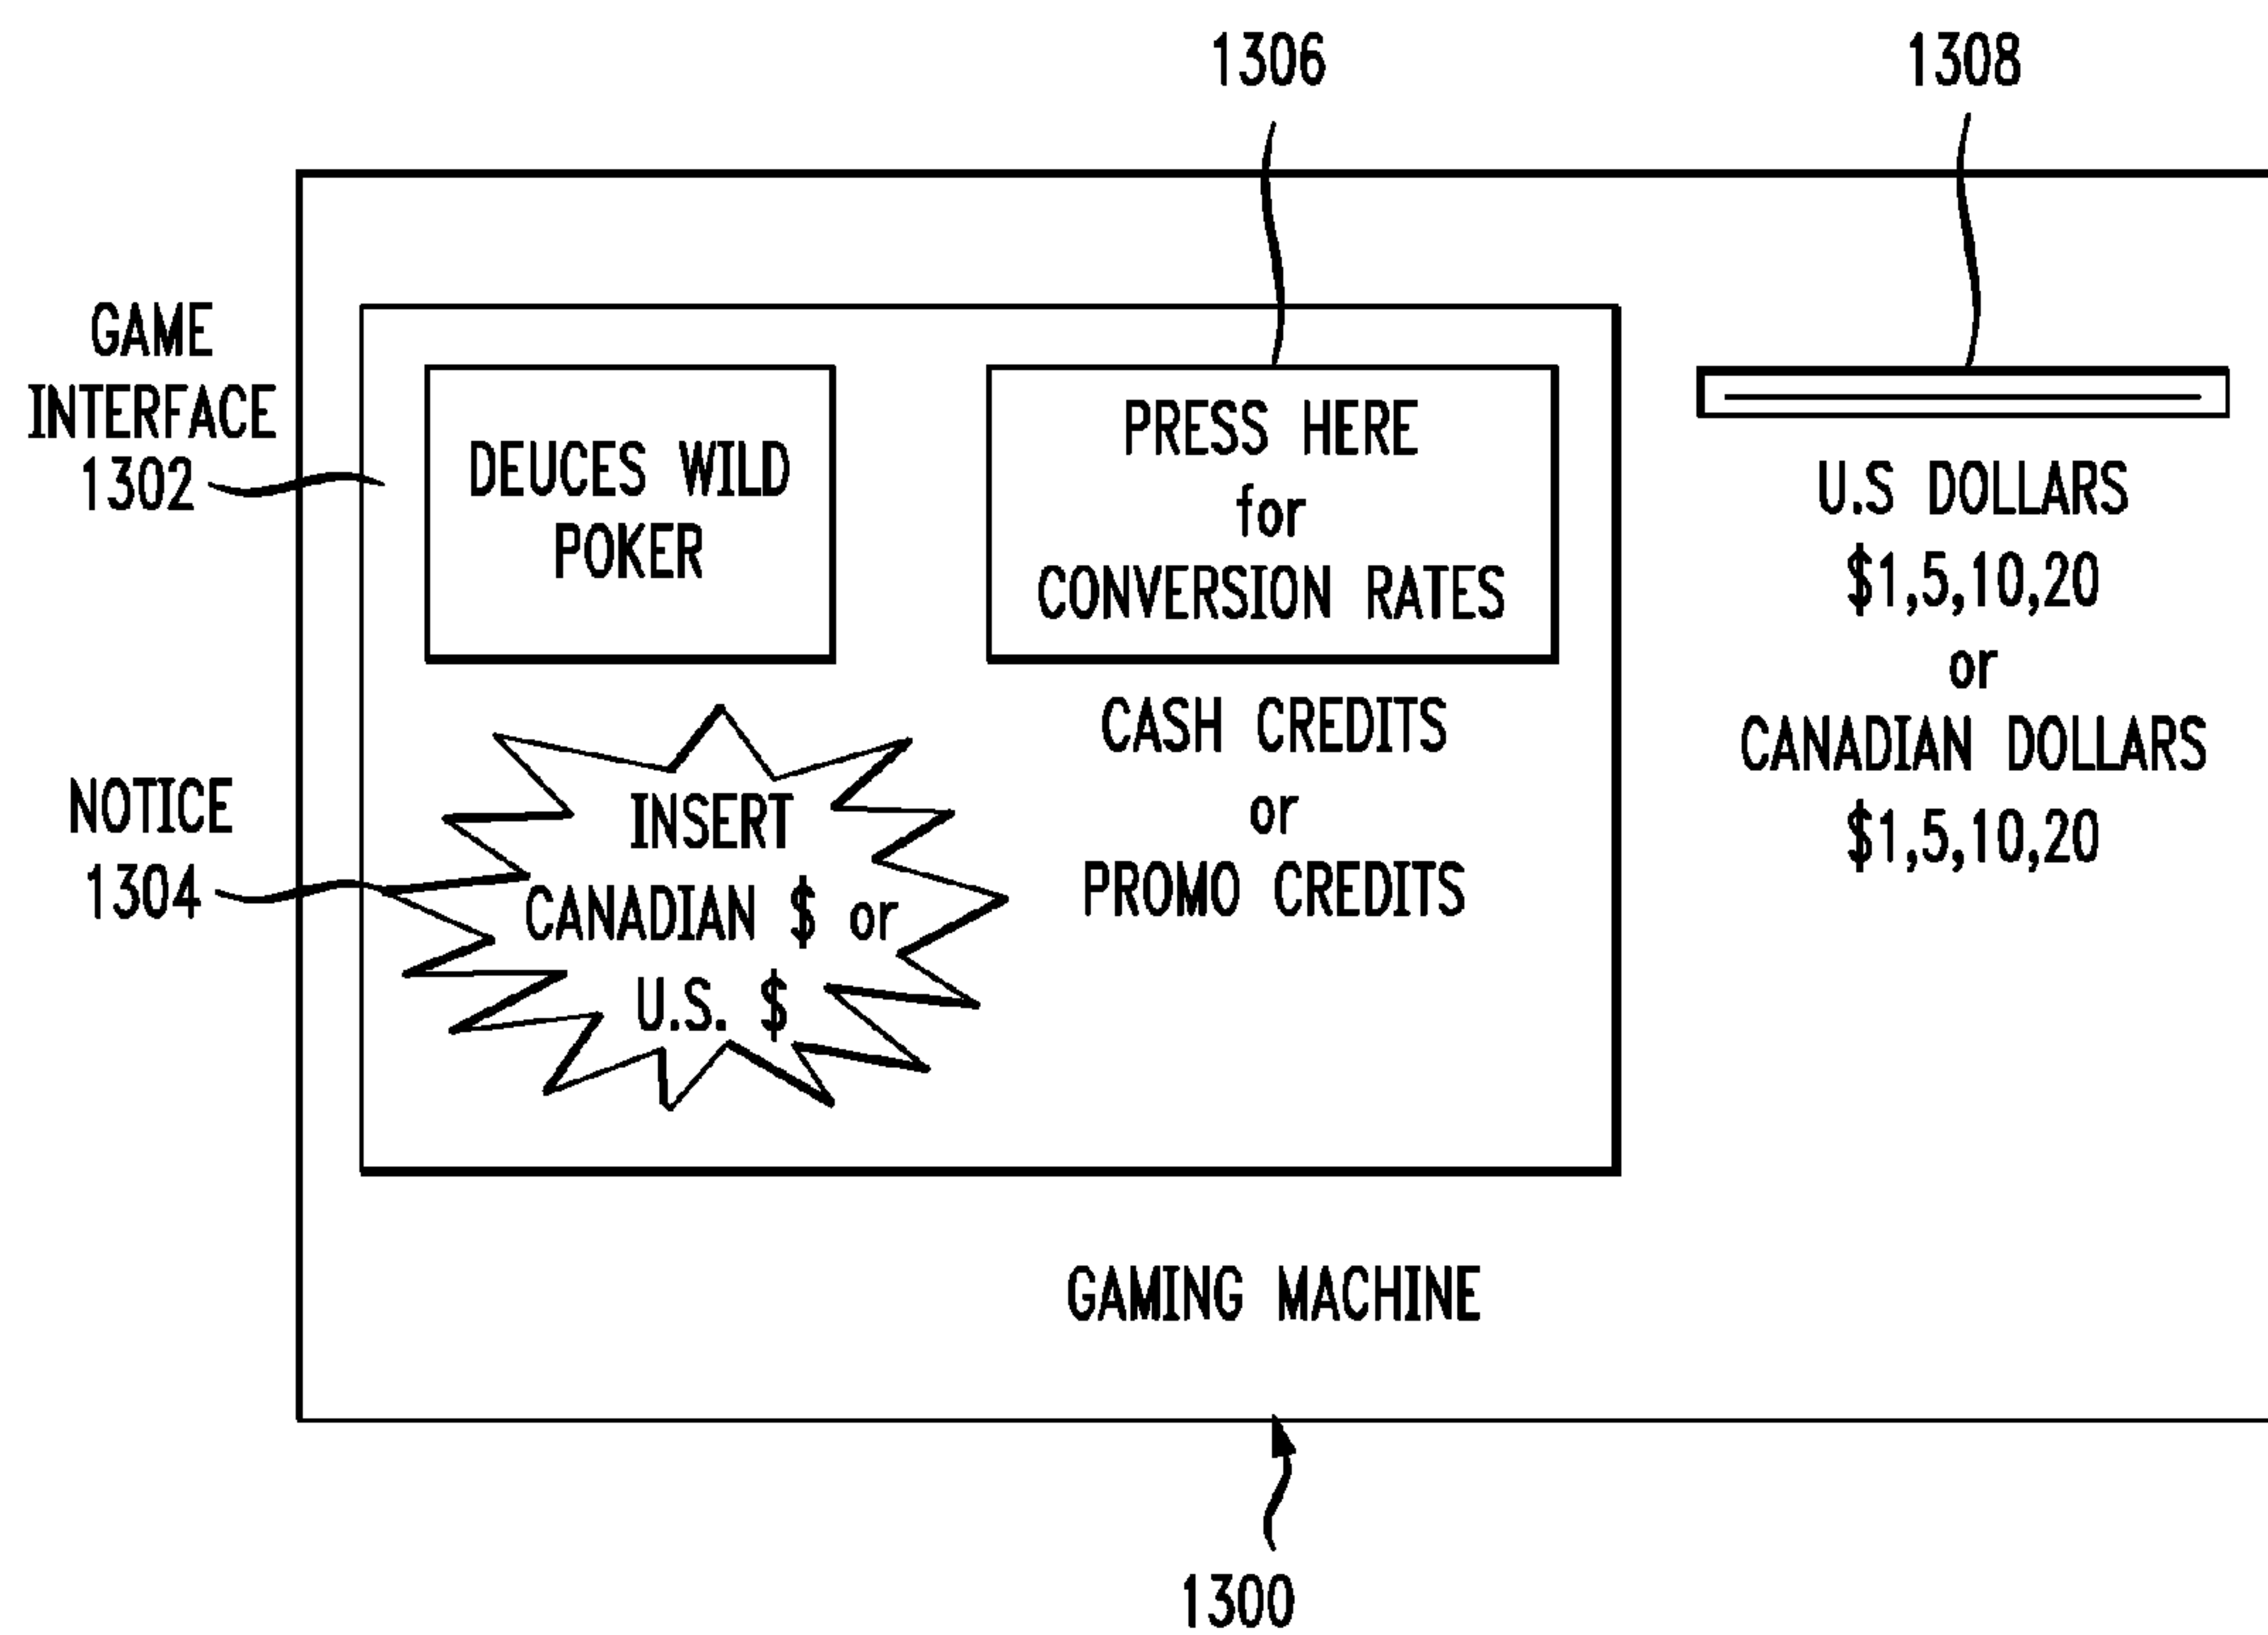 1306
1308
GAME
INTERFACE
1302
DEUCES WILD
POKER
PRESS HERE
for
CONVERSION RATES
CASH CREDITS
or
PROMO CREDITS
U.S DOLLARS
$1,5,10,20
or
CANADIAN DOLLARS
$1,5,10,20
NOTICE
1304
INSERT
CANADIAN $ or
U.S. $
GAMING MACHINE
1300